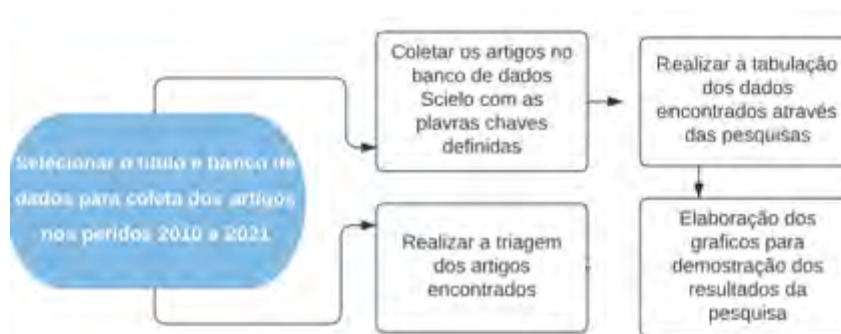 Selecionar o título e banco de
dados para coleta dos artigos
nos peridos 2010 a 2021
Coletar os artigos no
banco de dados
Scielo com as
plavras chaves
definidas
Realizar a tabulação
dos dados
encontrados através
das pesquisas
Realizar a triagem
dos artigos
encontrados
Elaboração dos
graficos para
demostração dos
resultados da
pesquisa